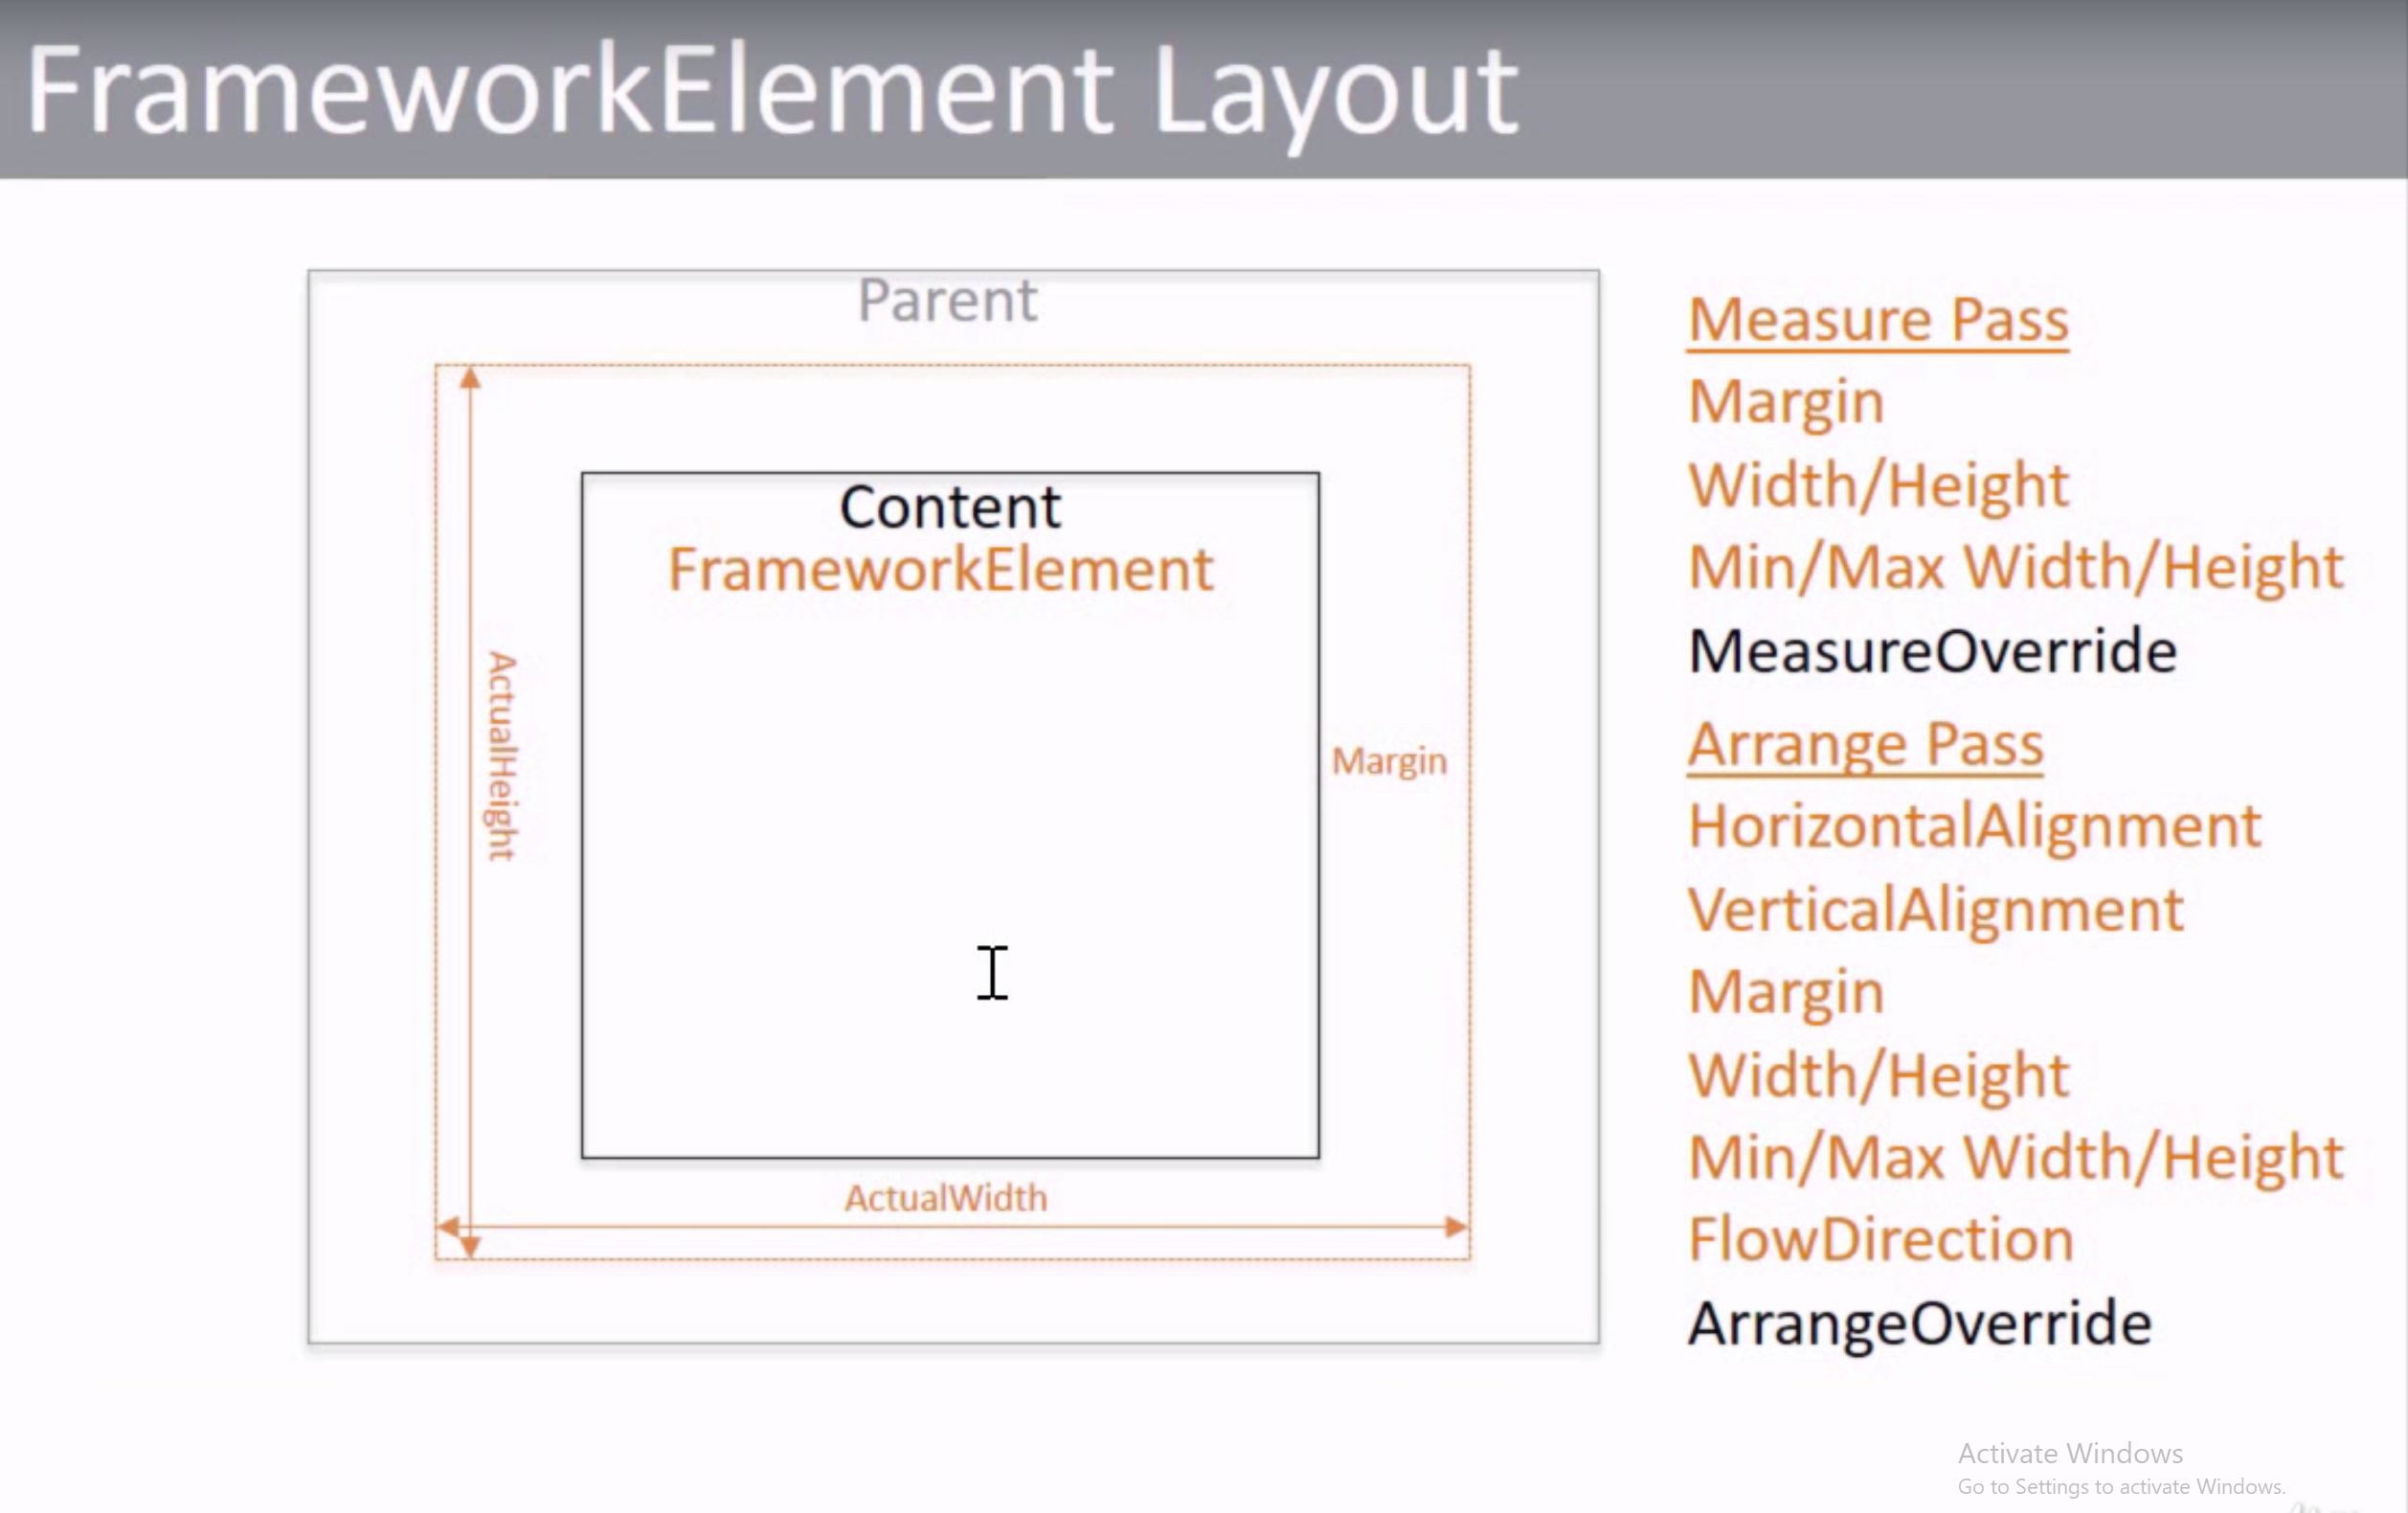 FrameworkElement Layout
Parent
Content
FrameworkElement
ActualHeight
Margin
ActualWidth
Measure Pass
Margin
Width/Height
Min/Max Width/Height
MeasureOverride
Arrange Pass
HorizontalAlignment
VerticalAlignment
Margin
Width/Height
Min/Max Width/Height
FlowDirection
ArrangeOverride
Activate Windows
Go to Settings to activate Windows.